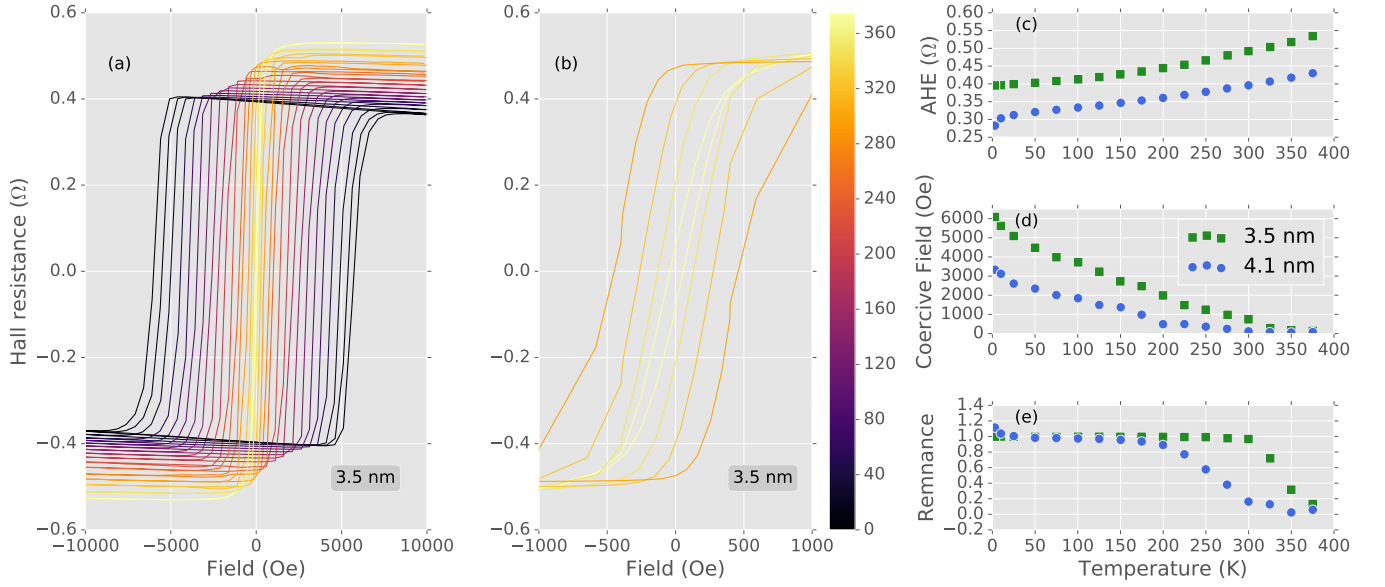 Hall resistance (Ω)
0.6
0.4
0.2
0.0
−0.2
−0.4
−0.6
(a)
3.5 nm
−10000 −5000 0 5000 10000
Field (Oe)
0.6
0.4
0.2
0.0
−0.2
−0.4
−0.6
(b)
3.5 nm
−1000 −500 0 500 1000
Field (Oe)
360
320
280
240
200
160
120
80
40
0
AHE (Ω)
0.60
0.55
0.50
0.45
0.40
0.35
0.30
0.25
(c)
0 50 100 150 200 250 300 350 400
Coercive Field (Oe)
6000
5000
4000
3000
2000
1000
0
(d)
3.5 nm
4.1 nm
0 50 100 150 200 250 300 350 400
Remnance
1.4
1.2
1.0
0.8
0.6
0.4
0.2
0.0
−0.2
(e)
0 50 100 150 200 250 300 350 400
Temperature (K)